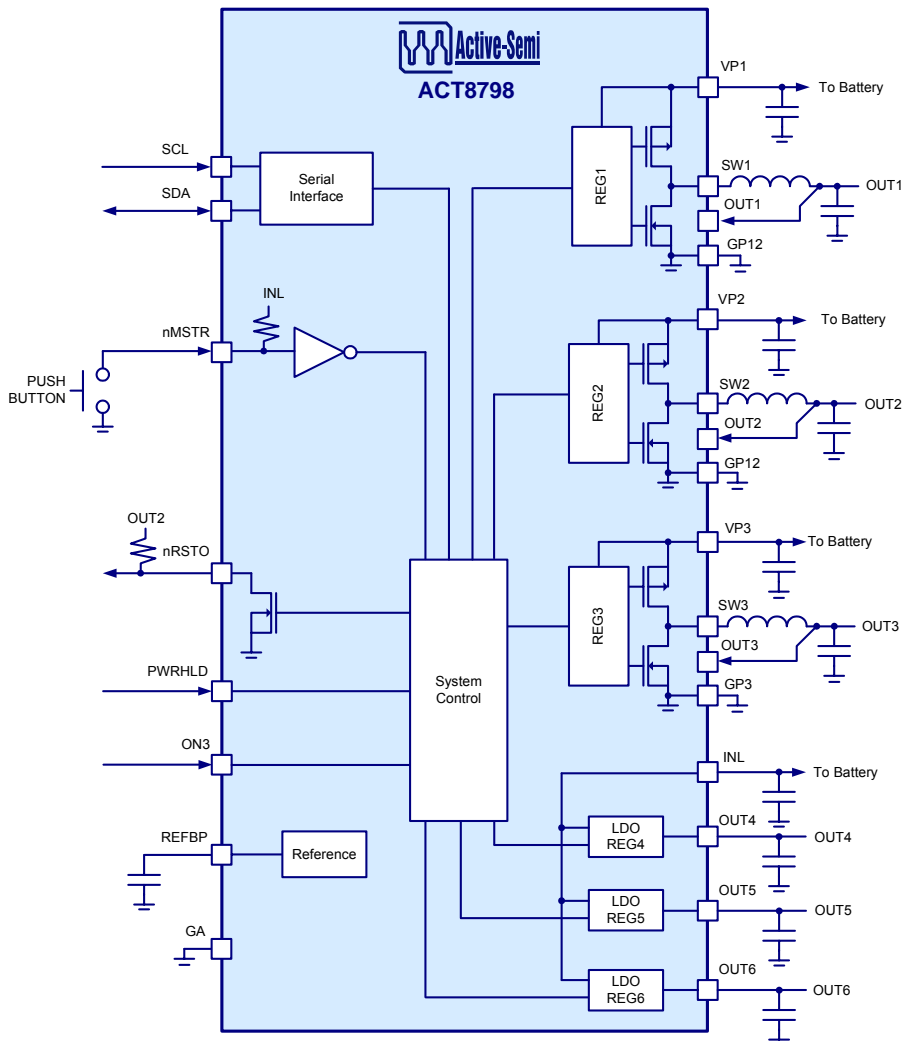 Active-Semi
ACT8798
VP1
To Battery
SCL
SDA
Serial
Interface
REG1
SW1
OUT1
OUT1
GP12
INL
nMSTR
PUSH
BUTTON
VP2
To Battery
REG2
SW2
OUT2
OUT2
GP12
OUT2
nRSTO
VP3
To Battery
REG3
SW3
OUT3
OUT3
GP3
PWRHLD
System
Control
ON3
INL
To Battery
REFBP
Reference
LDO
REG4
OUT4
OUT4
GA
LDO
REG5
OUT5
OUT5
LDO
REG6
OUT6
OUT6